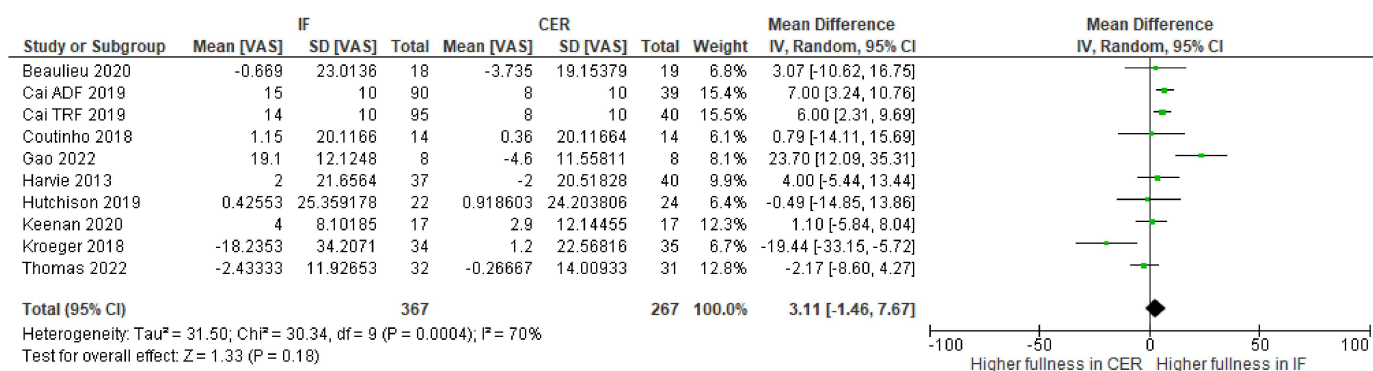 IF CER Mean Difference Mean Difference
Study or Subgroup Mean [VAS] SD [VAS] Total Mean [VAS] SD [VAS] Total Weight IV, Random, 95% CI IV, Random, 95% CI
Beaulieu 2020 -0.669 23.0136 18 -3.735 19.15379 19 6.8% 3.07 [-10.62, 16.75]
Cai ADF 2019 15 10 90 8 10 39 15.4% 7.00 [3.24, 10.76]
Cai TRF 2019 14 10 95 8 10 40 15.5% 6.00 [2.31, 9.69]
Coutinho 2018 1.15 20.1166 14 0.36 20.11664 14 6.1% 0.79 [-14.11, 15.69]
Gao 2022 19.1 12.1248 8 -4.6 11.55811 8 8.1% 23.70 [12.09, 35.31]
Harvie 2013 2 21.6564 37 -2 20.51828 40 9.9% 4.00 [-5.44, 13.44]
Hutchison 2019 0.42553 25.359178 22 0.918603 24.203806 24 6.4% -0.49 [-14.85, 13.86]
Keenan 2020 4 8.10185 17 2.9 12.14455 17 12.3% 1.10 [-5.84, 8.04]
Kroeger 2018 -18.2353 34.2071 34 1.2 22.56816 35 6.7% -19.44 [-33.15, -5.72]
Thomas 2022 -2.43333 11.92653 32 -0.26667 14.00933 31 12.8% -2.17 [-8.60, 4.27]
Total (95% CI) 367 267 100.0% 3.11 [-1.46, 7.67]
Heterogeneity: Tau² = 31.50; Chi² = 30.34, df = 9 (P = 0.0004); I² = 70%
Test for overall effect: Z = 1.33 (P = 0.18)
-100 -50 0 50 100
Higher fullness in CER Higher fullness in IF